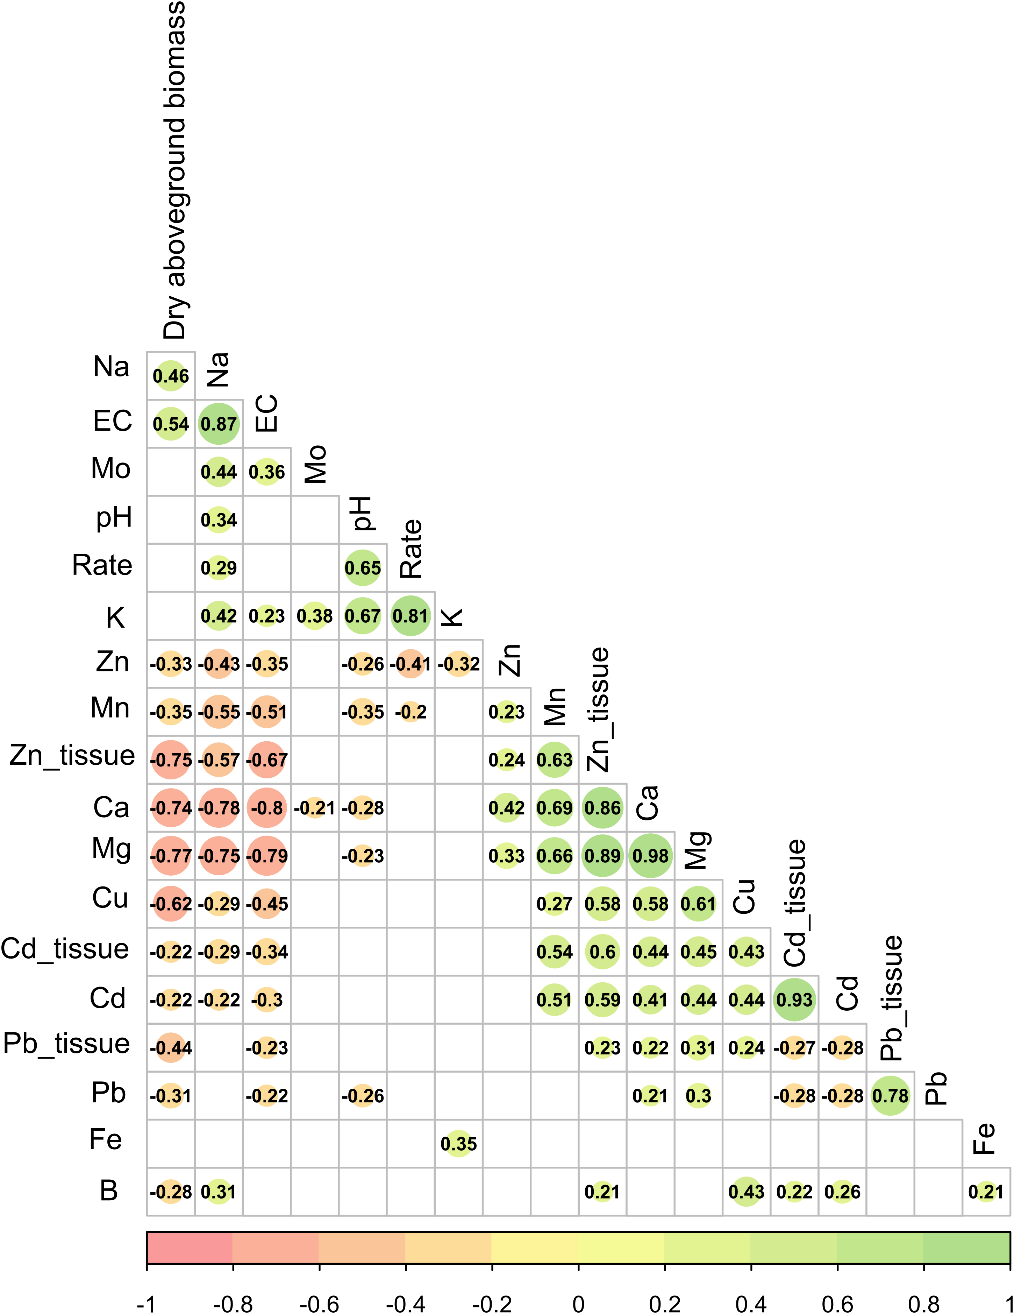 Dry aboveground biomass
Na 0.46 Na
EC 0.54 0.87 EC
Mo 0.44 0.36 Mo
pH 0.34 pH
Rate 0.29 0.65 Rate
K 0.42 0.23 0.38 0.67 0.81 K
Zn -0.33 -0.43 -0.35 -0.26 -0.41 -0.32 Zn
Mn -0.35 -0.55 -0.51 -0.35 -0.2 0.23 Mn
Zn_tissue -0.75 -0.57 -0.67 0.24 0.63 Zn_tissue
Ca -0.74 -0.78 -0.8 -0.21 -0.28 0.42 0.69 0.86 Ca
Mg -0.77 -0.75 -0.79 -0.23 0.33 0.66 0.89 0.98 Mg
Cu -0.62 -0.29 -0.45 0.27 0.58 0.58 0.61 Cu
Cd_tissue -0.22 -0.29 -0.34 0.54 0.6 0.44 0.45 0.43 Cd_tissue
Cd -0.22 -0.22 -0.3 0.51 0.59 0.41 0.44 0.44 0.93 Cd
Pb_tissue -0.44 -0.23 0.23 0.22 0.31 0.24 -0.27 -0.28 Pb_tissue
Pb -0.31 -0.22 -0.26 0.21 0.3 -0.28 -0.28 0.78 Pb
Fe 0.35 Fe
B -0.28 0.31 0.21 0.43 0.22 0.26 0.21
-1 -0.8 -0.6 -0.4 -0.2 0 0.2 0.4 0.6 0.8 1